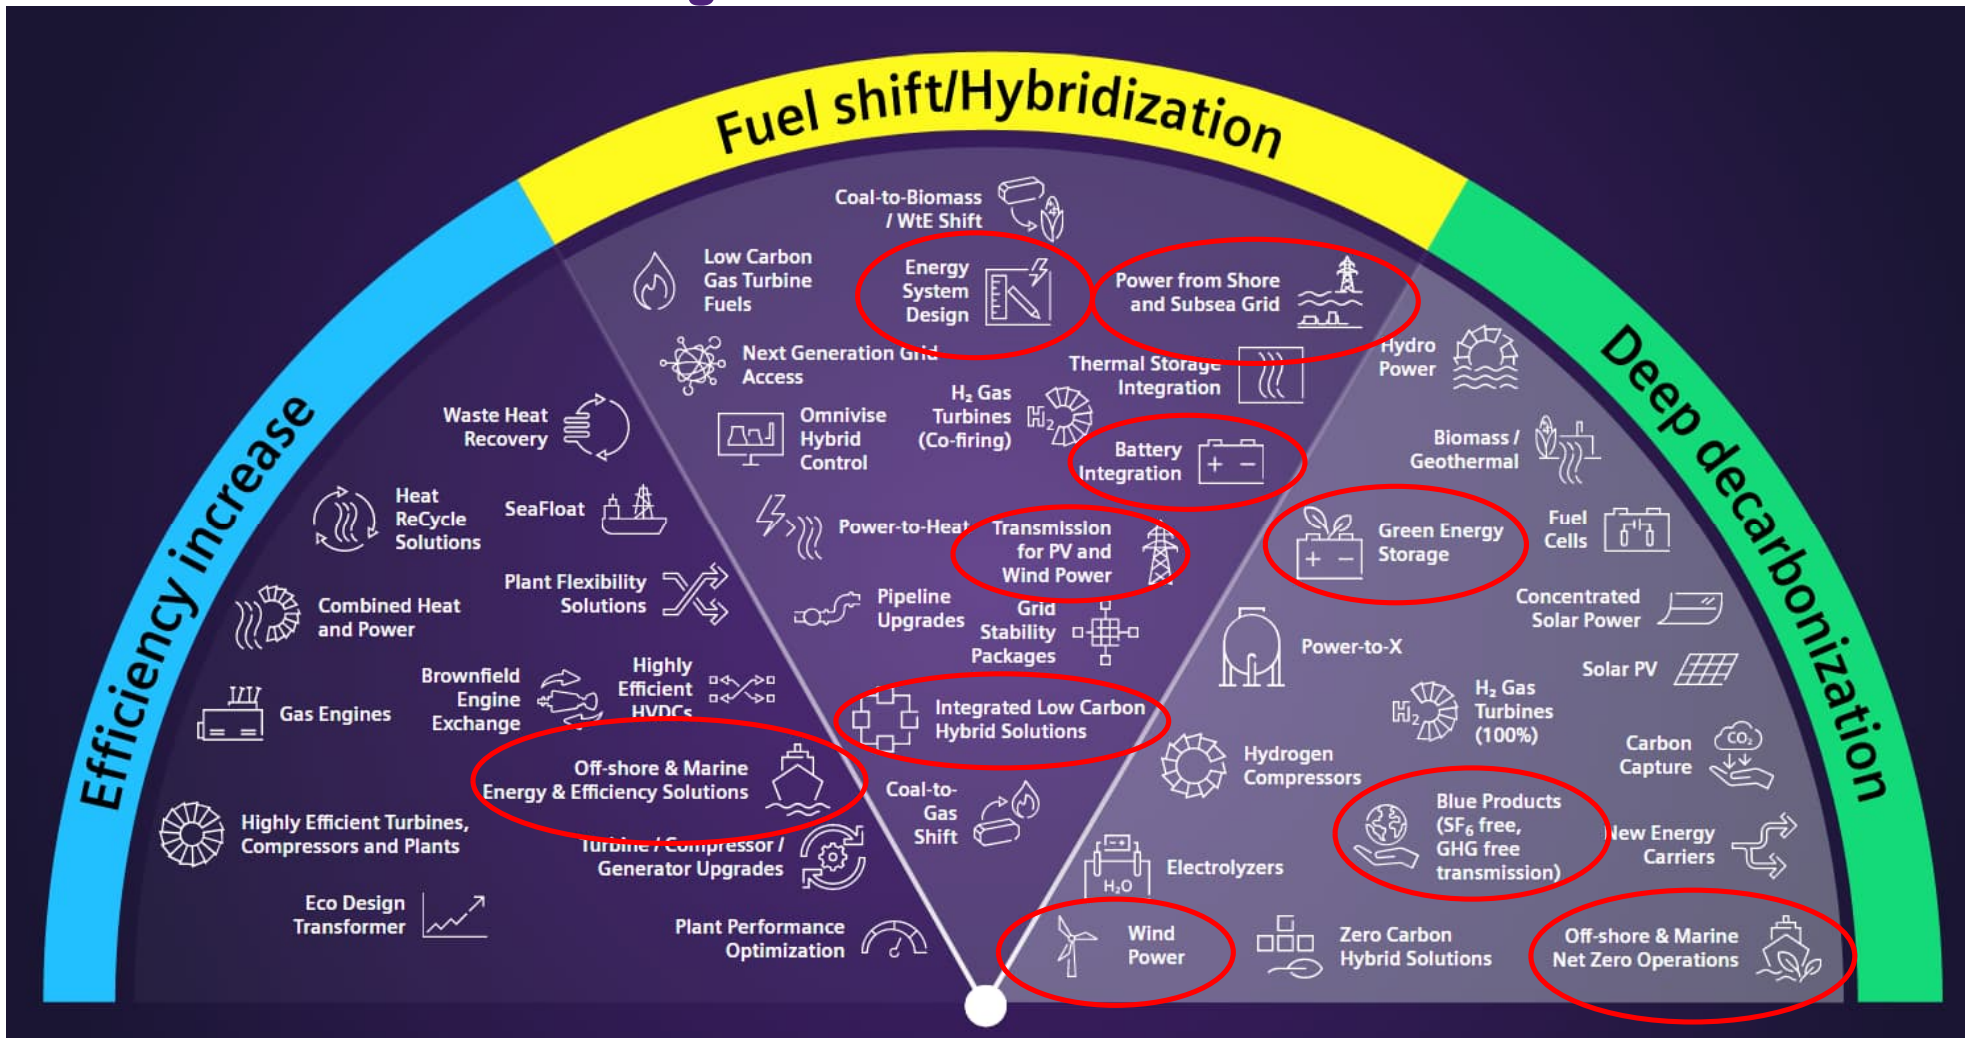 Fuel shift/Hybridization
Efficiency increase
Deep decarbonization
Coal-to-Biomass
/ WtE Shift
Low Carbon
Gas Turbine
Fuels
Energy
System
Design
Power from Shore
and Subsea Grid
Next Generation Grid
Access
Thermal Storage
Integration
H₂ Gas
Turbines
(Co-firing)
H₂
Omnivise
Hybrid
Control
Battery
Integration
+ −
Power-to-Heat
Transmission
for PV and
Wind Power
Pipeline
Upgrades
Grid
Stability
Packages
Integrated Low Carbon
Hybrid Solutions
Coal-to-
Gas
Shift
Waste Heat
Recovery
Heat
ReCycle
Solutions
SeaFloat
Plant Flexibility
Solutions
Combined Heat
and Power
Brownfield
Engine
Exchange
Highly
Efficient
HVDCs
Gas Engines
Off-shore & Marine
Energy & Efficiency Solutions
Highly Efficient Turbines,
Compressors and Plants
Turbine / Compressor /
Generator Upgrades
Eco Design
Transformer
Plant Performance
Optimization
Hydro
Power
Biomass /
Geothermal
Green Energy
Storage
+ −
Fuel
Cells
Concentrated
Solar Power
Power-to-X
Solar PV
H₂ Gas
Turbines
(100%)
H₂
Carbon
Capture
CO₂
Hydrogen
Compressors
Blue Products
(SF₆ free,
GHG free
transmission)
New Energy
Carriers
Electrolyzers
H₂O
Wind
Power
Zero Carbon
Hybrid Solutions
Off-shore & Marine
Net Zero Operations